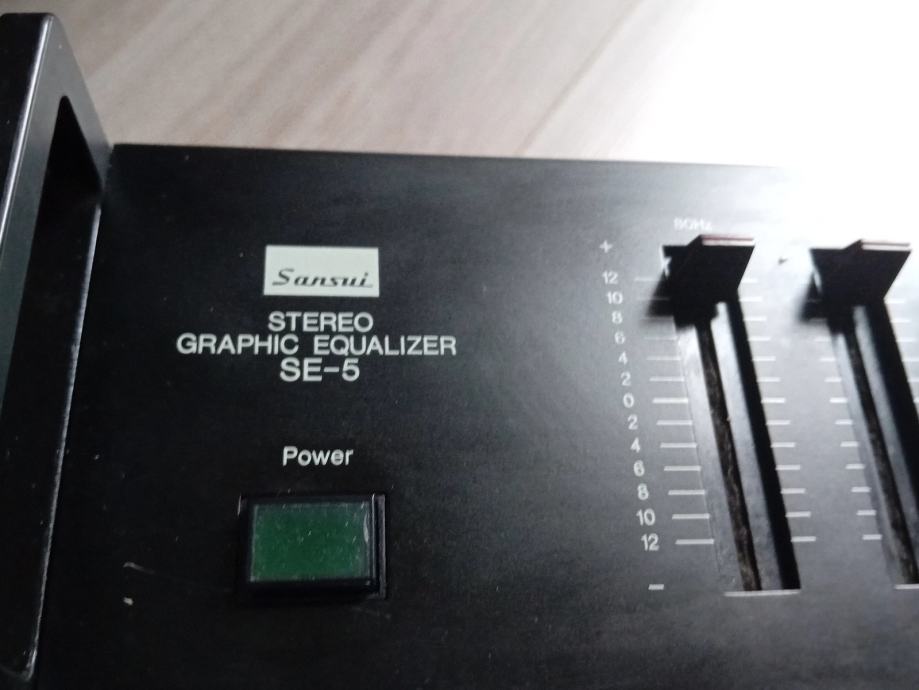 Sansui
STEREO
GRAPHIC EQUALIZER
SE-5
Power
80Hz
+
12
10
8
6
4
2
0
2
4
6
8
10
12
−